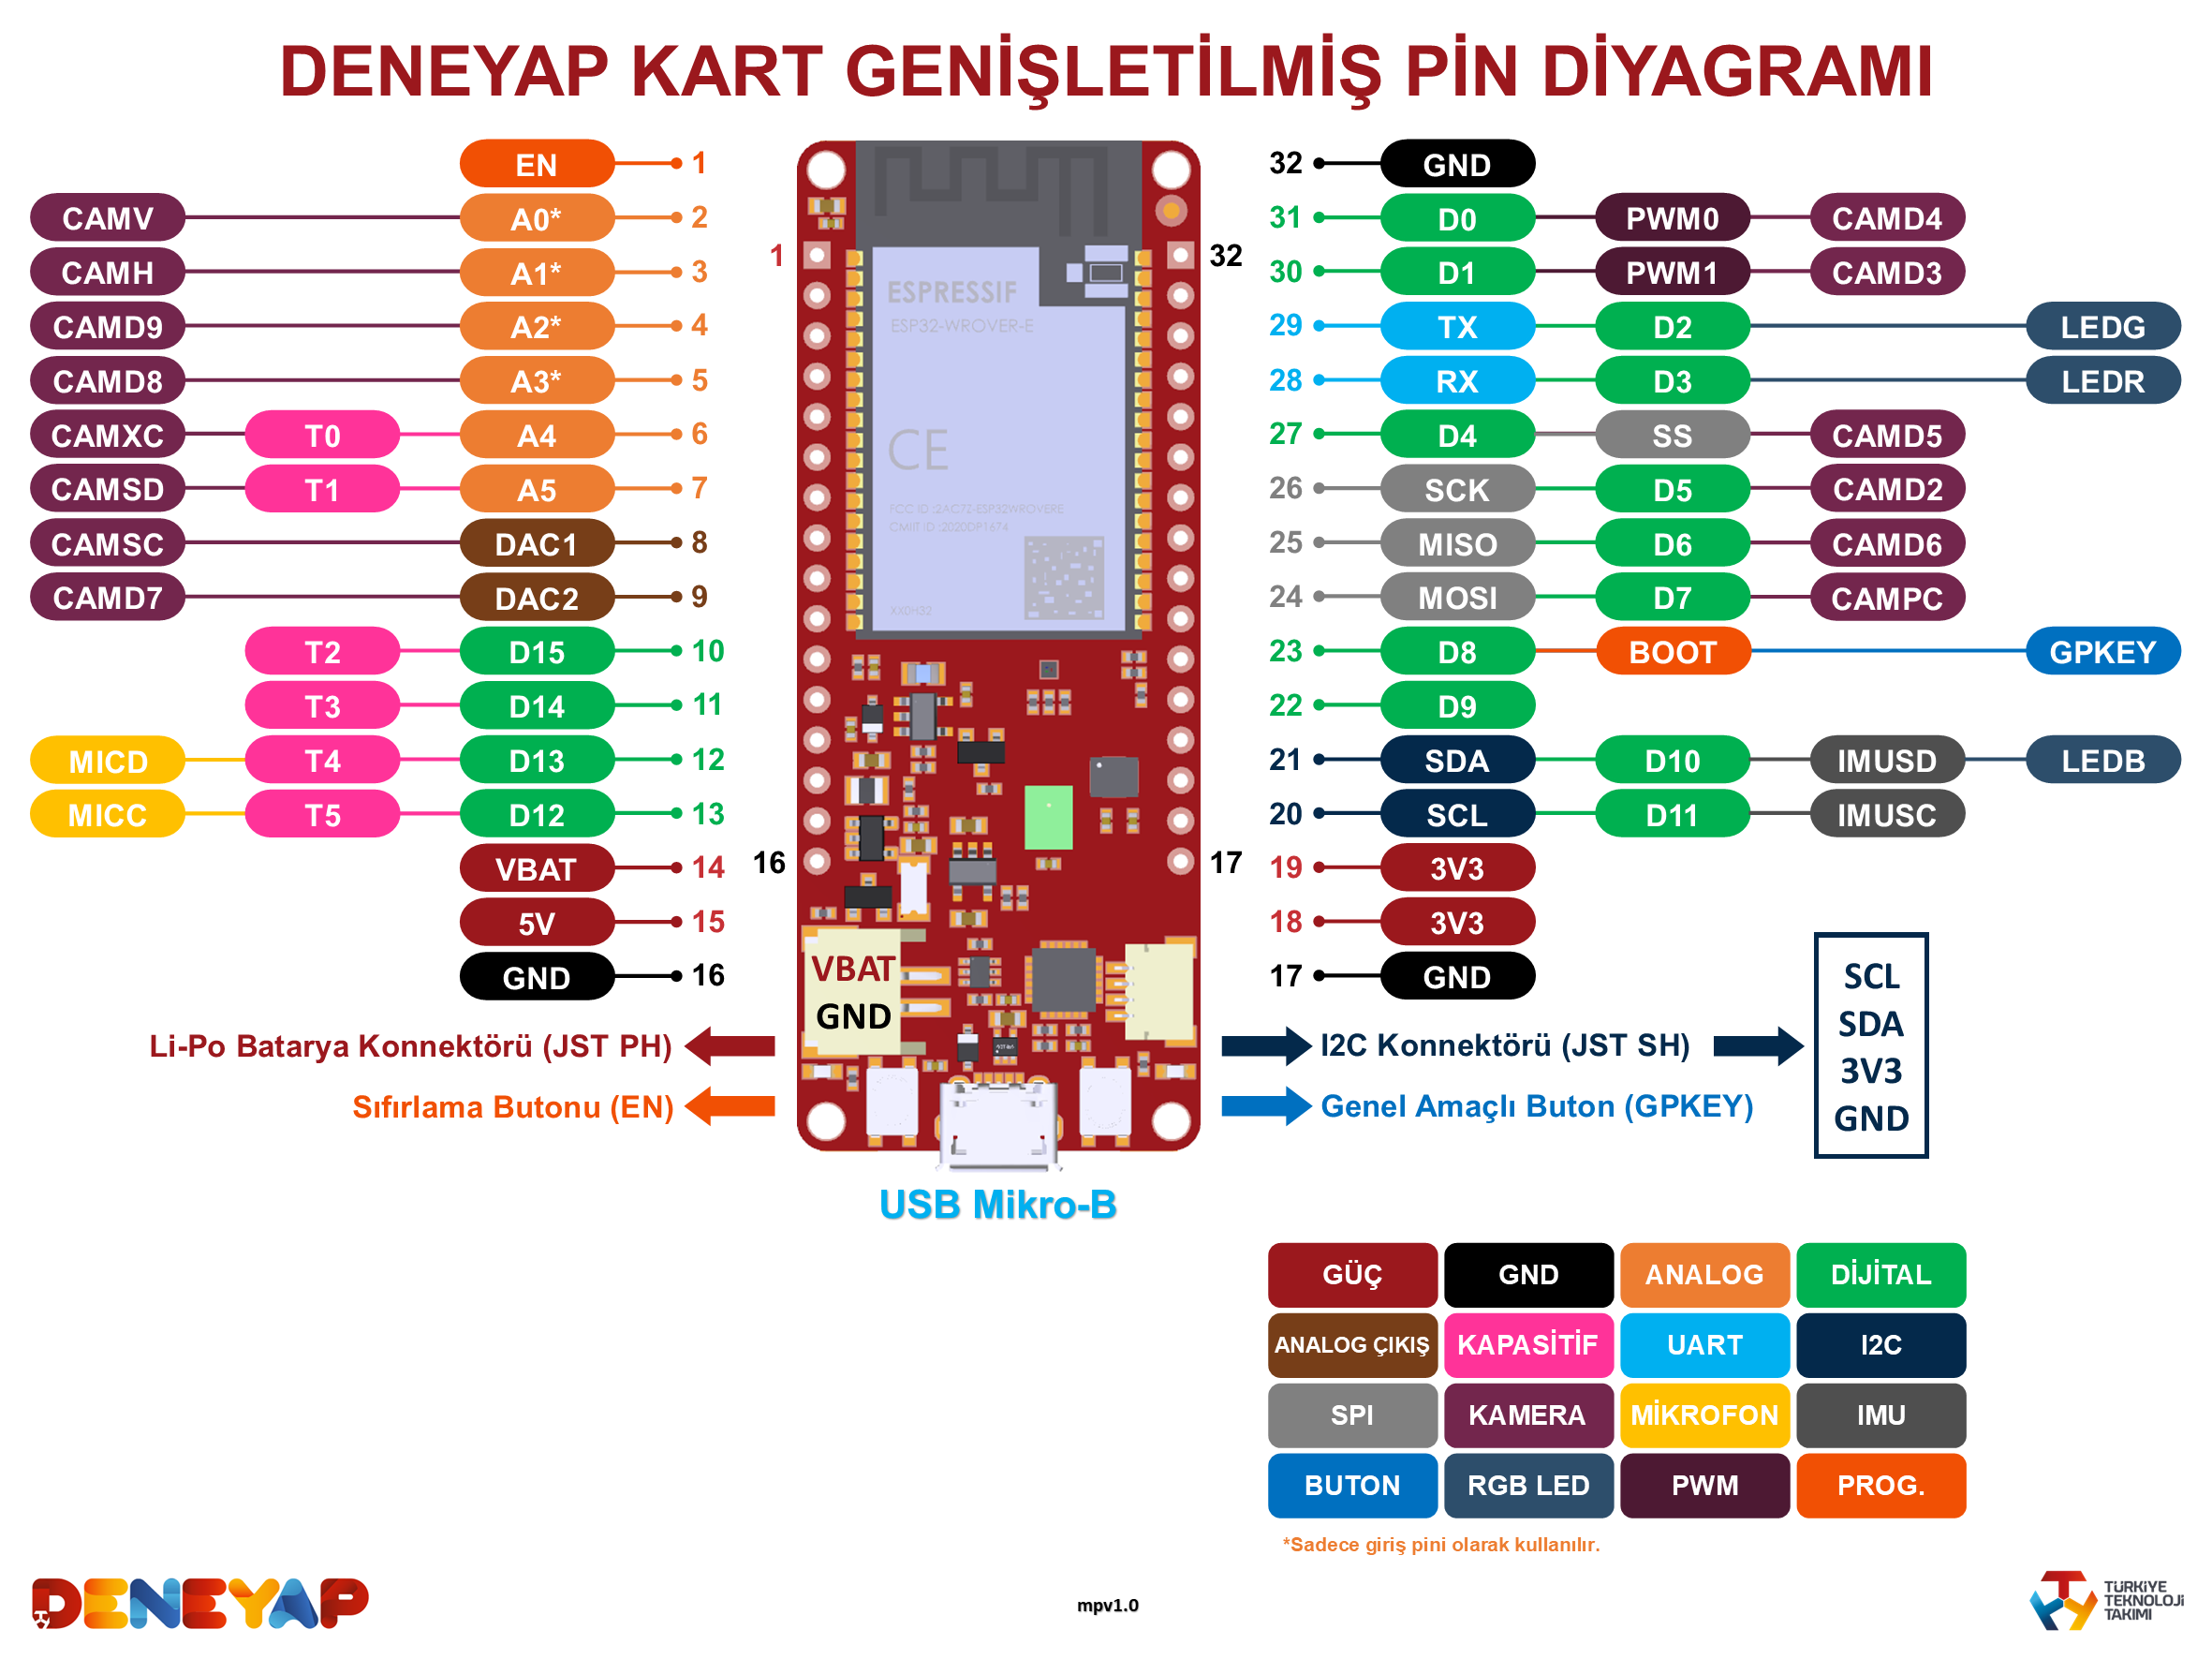 DENEYAP KART GENİŞLETİLMİŞ PİN DİYAGRAMI
EN 1
CAMV A0* 2
CAMH A1* 3
CAMD9 A2* 4
CAMD8 A3* 5
CAMXC T0 A4 6
CAMSD T1 A5 7
CAMSC DAC1 8
CAMD7 DAC2 9
T2 D15 10
T3 D14 11
MICD T4 D13 12
MICC T5 D12 13
VBAT 14
5V 15
GND 16
Li-Po Batarya Konnektörü (JST PH)
Sıfırlama Butonu (EN)
1
32
ESPRESSIF
ESP32-WROVER-E
CE
FCC ID :2AC7Z-ESP32WROVERE
CMIIT ID :2020DP1674
XX0H32
16
17
VBAT
GND
USB Mikro-B
32 GND
31 D0 PWM0 CAMD4
30 D1 PWM1 CAMD3
29 TX D2 LEDG
28 RX D3 LEDR
27 D4 SS CAMD5
26 SCK D5 CAMD2
25 MISO D6 CAMD6
24 MOSI D7 CAMPC
23 D8 BOOT GPKEY
22 D9
21 SDA D10 IMUSD LEDB
20 SCL D11 IMUSC
19 3V3
18 3V3
17 GND
I2C Konnektörü (JST SH)
Genel Amaçlı Buton (GPKEY)
SCL
SDA
3V3
GND
GÜÇ GND ANALOG DİJİTAL
ANALOG ÇIKIŞ KAPASİTİF UART I2C
SPI KAMERA MİKROFON IMU
BUTON RGB LED PWM PROG.
*Sadece giriş pini olarak kullanılır.
DENEYAP
mpv1.0
TÜRKİYE
TEKNOLOJİ
TAKIMI